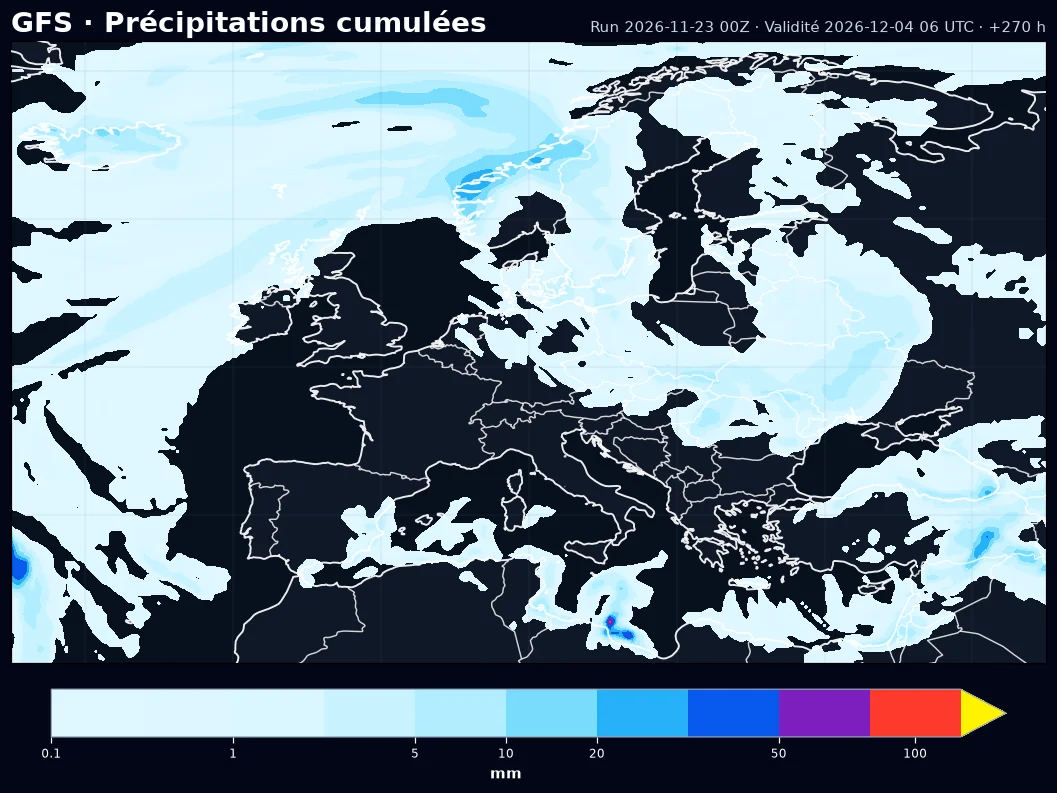 GFS · Précipitations cumulées
Run 2026-11-23 00Z · Validité 2026-12-04 06 UTC · +270 h
0.1 1 5 10 20 50 100
mm